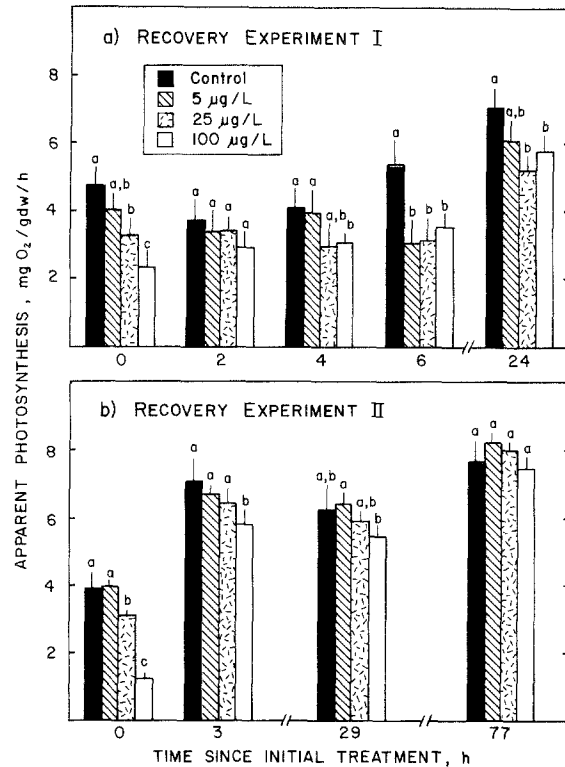 a) RECOVERY EXPERIMENT I
Control
5 µg/L
25 µg/L
100 µg/L
8
6
4
2
a a,b b c
a a a a
a a a,b b
a b b b
a a,b b b
0 2 4 6 24
b) RECOVERY EXPERIMENT II
8
6
4
2
a a b c
a a a b
a,b a a,b b
a a a a
0 3 29 77
TIME SINCE INITIAL TREATMENT, h
APPARENT PHOTOSYNTHESIS, mg O₂/gdw/h